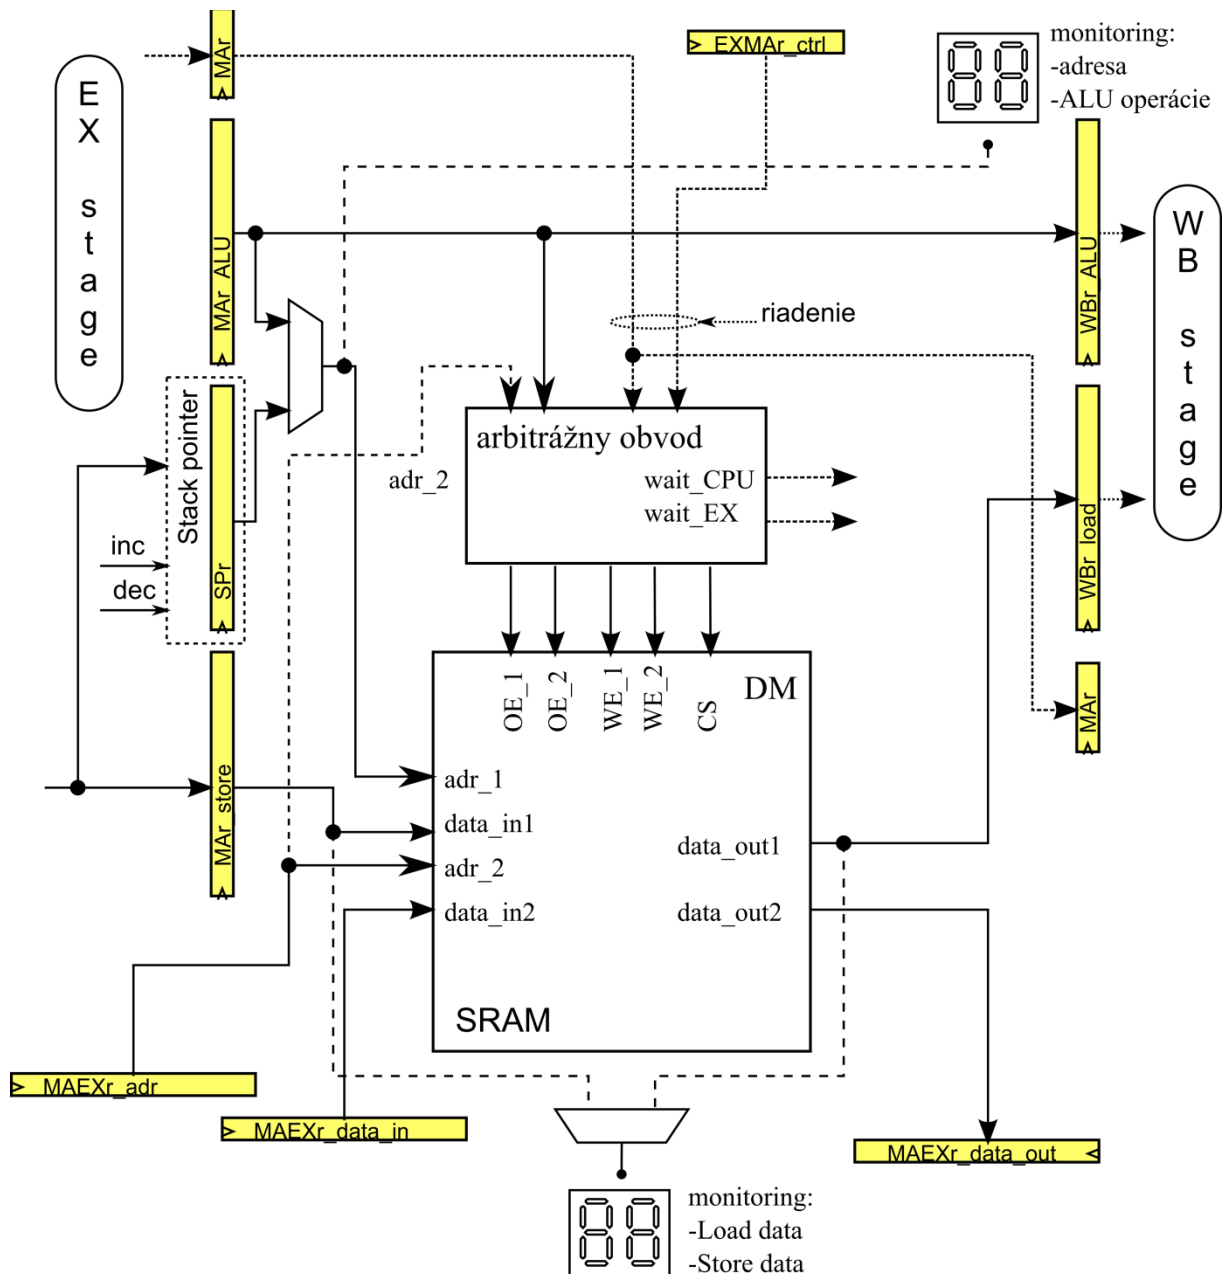 EX stage
MAr
EXMAr_ctrl
monitoring:
-adresa
-ALU operácie
MAr_ALU
WBr_ALU
WB stage
riadenie
Stack pointer
SPr
inc
dec
arbitrážny obvod
adr_2
wait_CPU
wait_EX
WBr_load
MAr
OE_1
OE_2
WE_1
WE_2
CS
DM
MAr_store
adr_1
data_in1
adr_2
data_in2
data_out1
data_out2
SRAM
MAEXr_adr
MAEXr_data_in
MAEXr_data_out
monitoring:
-Load data
-Store data